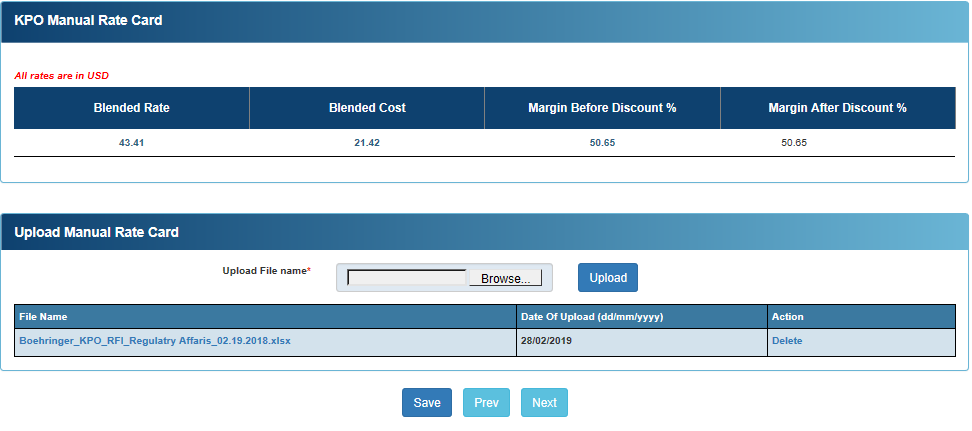 KPO Manual Rate Card
All rates are in USD
Blended Rate Blended Cost Margin Before Discount % Margin After Discount %
43.41 21.42 50.65 50.65
Upload Manual Rate Card
Upload File name* Browse... Upload
File Name Date Of Upload (dd/mm/yyyy) Action
Boehringer_KPO_RFI_Regulatry Affaris_02.19.2018.xlsx 28/02/2019 Delete
Save Prev Next